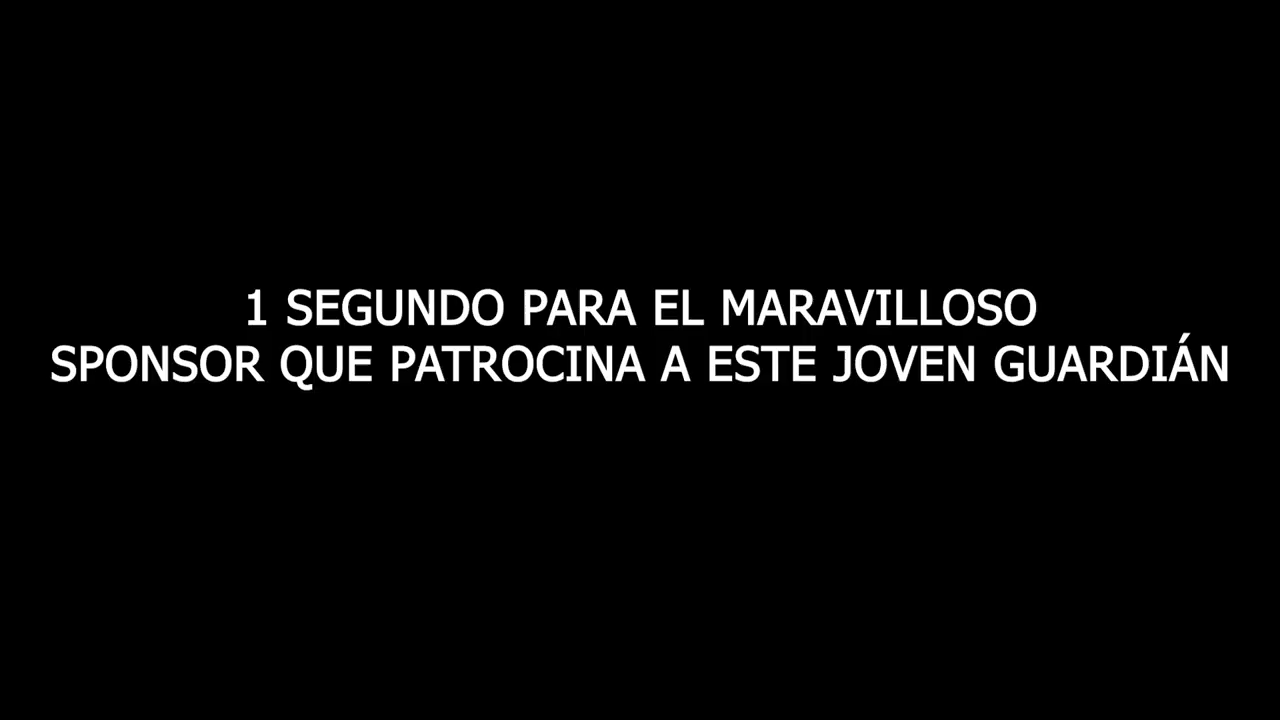 1 SEGUNDO PARA EL MARAVILLOSO
SPONSOR QUE PATROCINA A ESTE JOVEN GUARDIÁN